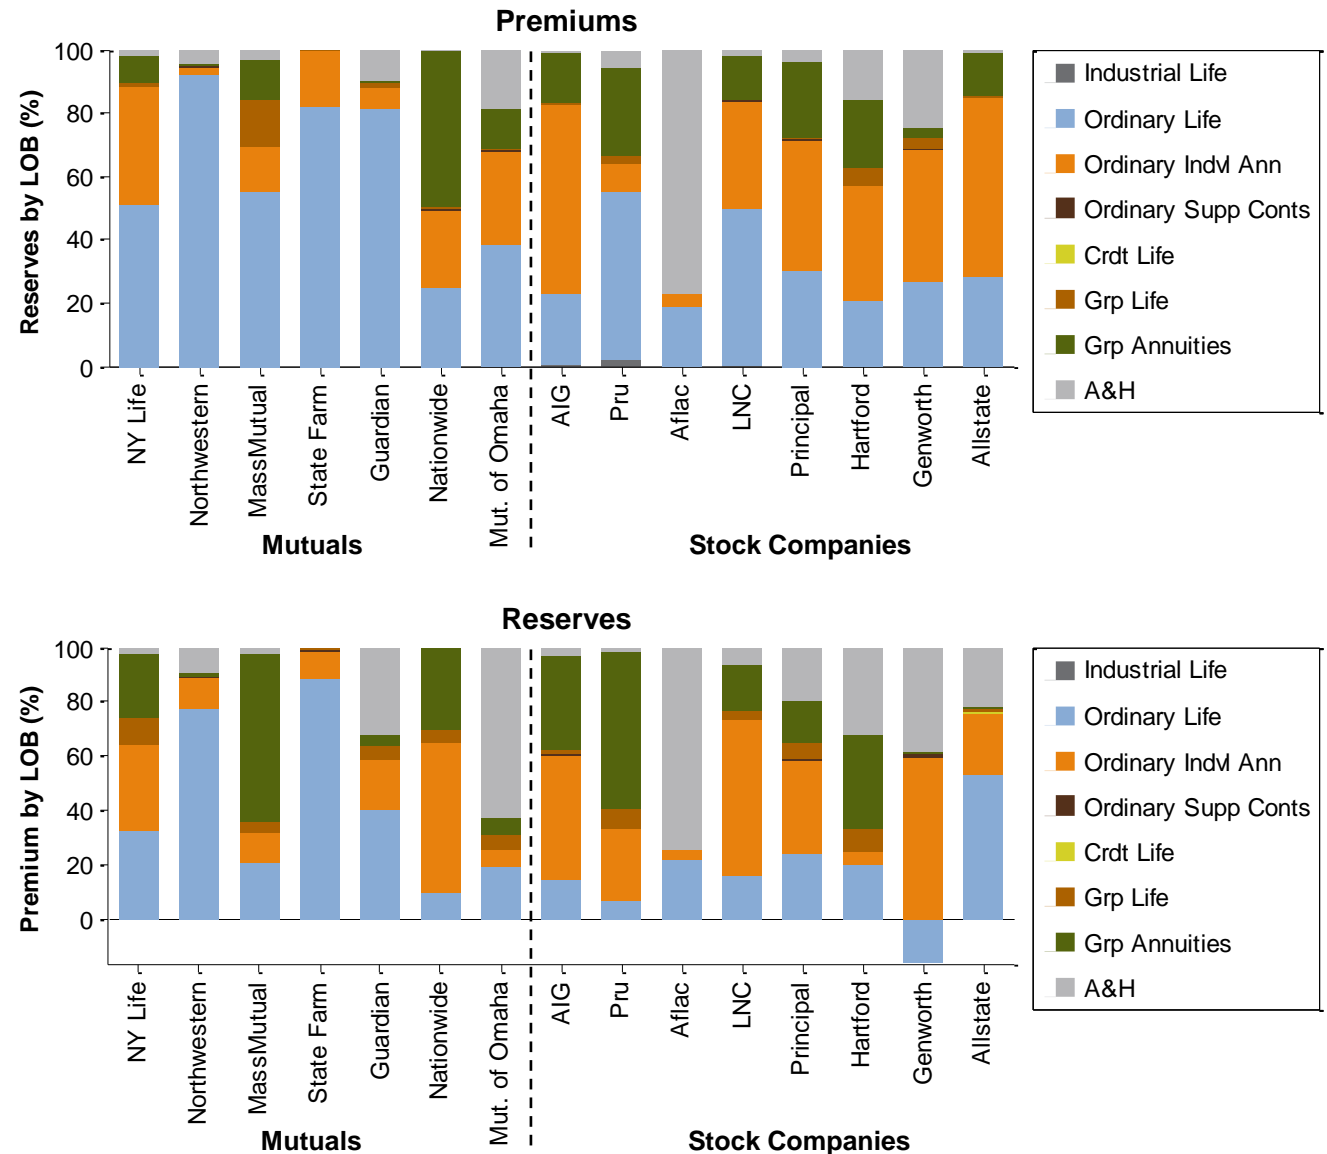 Premiums
Reserves by LOB (%)
100
80
60
40
20
0
NY Life
Northwestern
MassMutual
State Farm
Guardian
Nationwide
Mut. of Omaha
AIG
Pru
Aflac
LNC
Principal
Hartford
Genworth
Allstate
Mutuals
Stock Companies
Industrial Life
Ordinary Life
Ordinary Indvl Ann
Ordinary Supp Conts
Crdt Life
Grp Life
Grp Annuities
A&H
Reserves
Premium by LOB (%)
100
80
60
40
20
0
NY Life
Northwestern
MassMutual
State Farm
Guardian
Nationwide
Mut. of Omaha
AIG
Pru
Aflac
LNC
Principal
Hartford
Genworth
Allstate
Mutuals
Stock Companies
Industrial Life
Ordinary Life
Ordinary Indvl Ann
Ordinary Supp Conts
Crdt Life
Grp Life
Grp Annuities
A&H